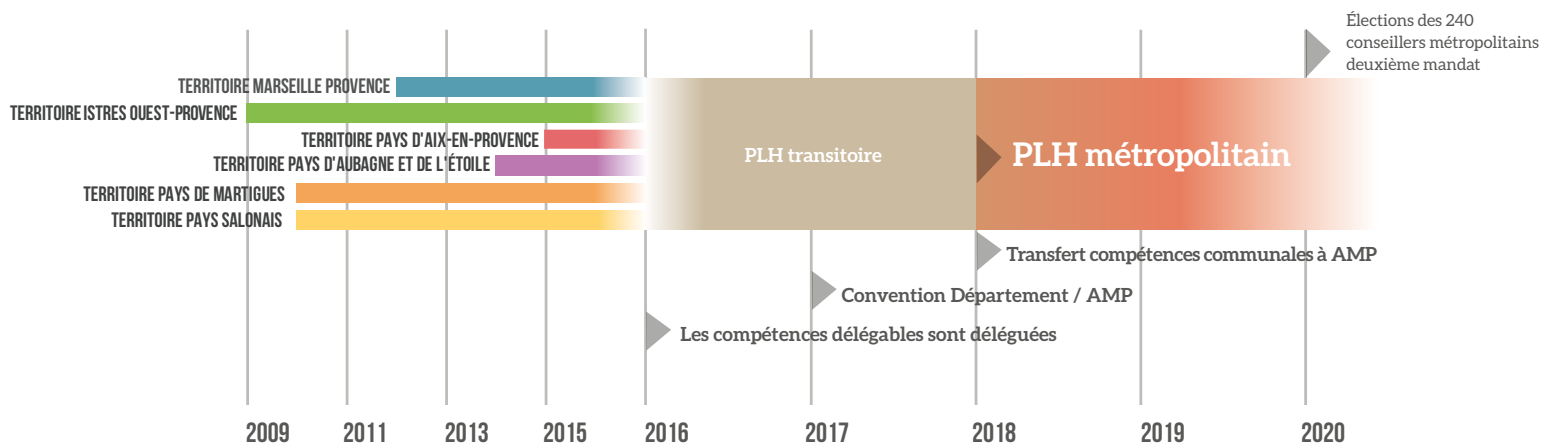 Élections des 240
conseillers métropolitains
deuxième mandat
TERRITOIRE MARSEILLE PROVENCE
TERRITOIRE ISTRES OUEST-PROVENCE
TERRITOIRE PAYS D'AIX-EN-PROVENCE
TERRITOIRE PAYS D'AUBAGNE ET DE L'ÉTOILE
TERRITOIRE PAYS DE MARTIGUES
TERRITOIRE PAYS SALONAIS
PLH transitoire
PLH métropolitain
Transfert compétences communales à AMP
Convention Département / AMP
Les compétences délégables sont déléguées
2009 2011 2013 2015 2016 2017 2018 2019 2020